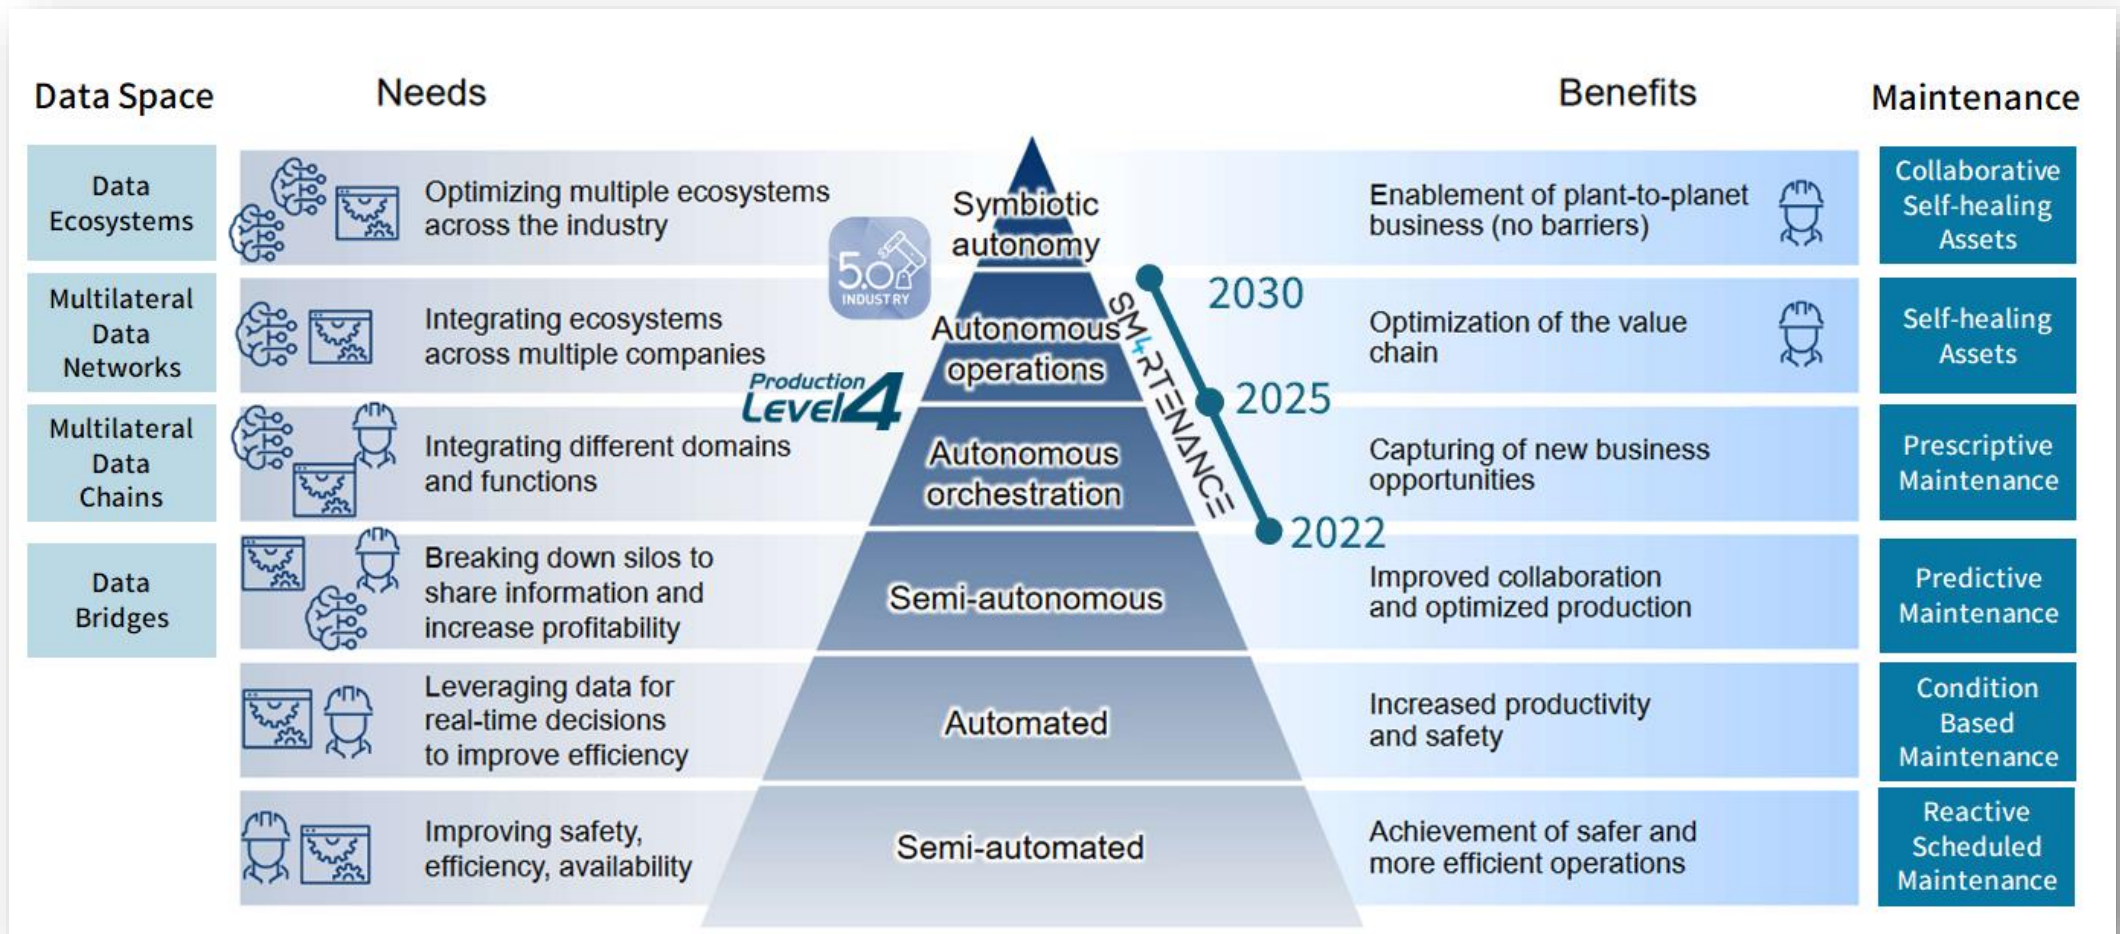 Data Space
Needs
Benefits
Maintenance
Data
Ecosystems
Optimizing multiple ecosystems
across the industry
Symbiotic
autonomy
Enablement of plant-to-planet
business (no barriers)
Collaborative
Self-healing
Assets
5.0
INDUSTRY
2030
Multilateral
Data
Networks
Integrating ecosystems
across multiple companies
Autonomous
operations
Optimization of the value
chain
Self-healing
Assets
SM4RTENANCE
Production
Level4
2025
Multilateral
Data
Chains
Integrating different domains
and functions
Autonomous
orchestration
Capturing of new business
opportunities
Prescriptive
Maintenance
2022
Data
Bridges
Breaking down silos to
share information and
increase profitability
Semi-autonomous
Improved collaboration
and optimized production
Predictive
Maintenance
Leveraging data for
real-time decisions
to improve efficiency
Automated
Increased productivity
and safety
Condition
Based
Maintenance
Improving safety,
efficiency, availability
Semi-automated
Achievement of safer and
more efficient operations
Reactive
Scheduled
Maintenance